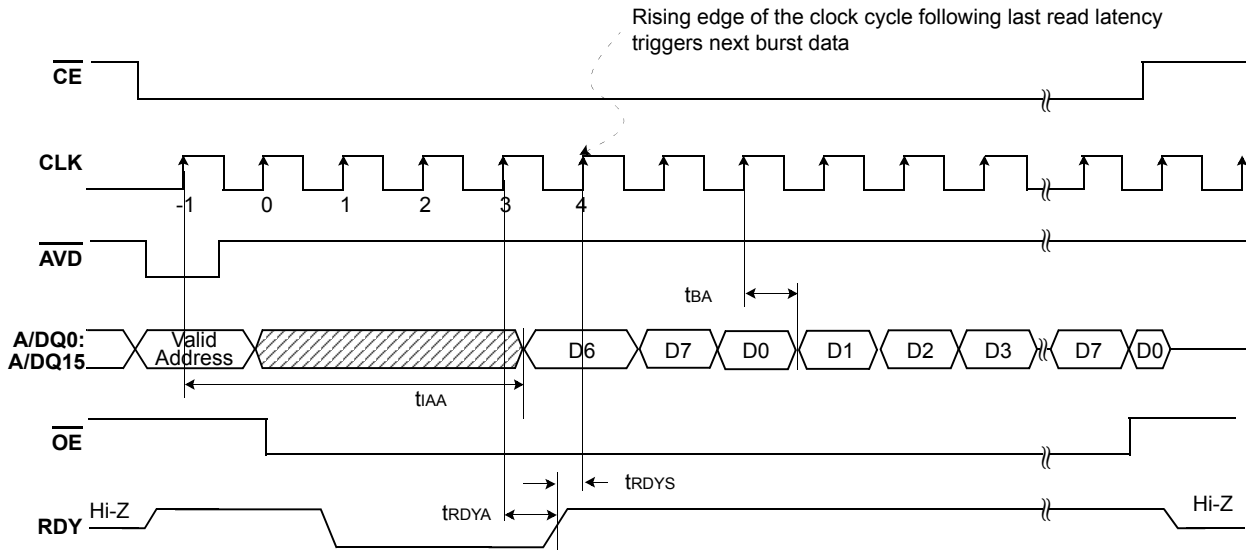 Rising edge of the clock cycle following last read latency
triggers next burst data
CE
CLK
-1 0 1 2 3 4
AVD
tBA
A/DQ0:
A/DQ15
Valid
Address
D6 D7 D0 D1 D2 D3 D7 D0
tIAA
OE
tRDYS
Hi-Z
tRDYA
Hi-Z
RDY